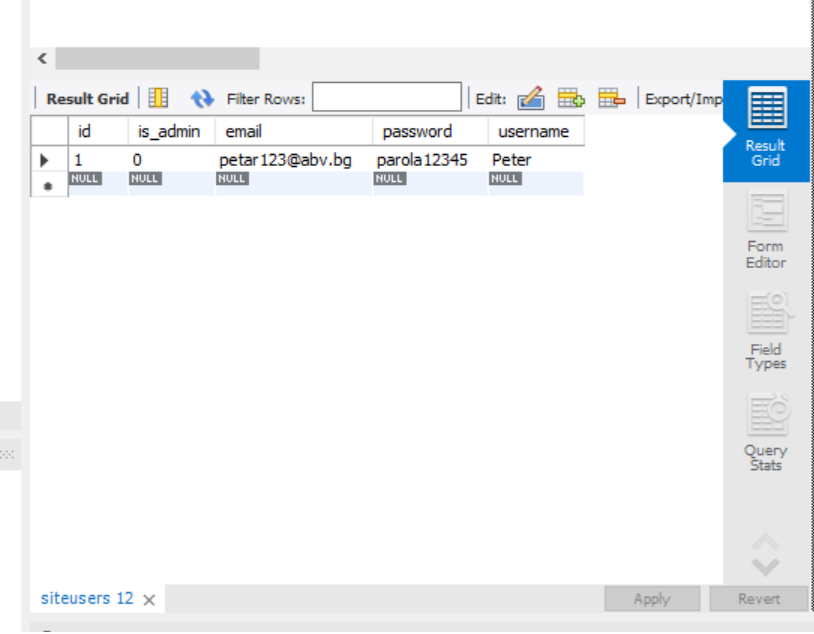 Result Grid Filter Rows: Edit: Export/Imp
id is_admin email password username
1 0 petar123@abv.bg parola12345 Peter
NULL NULL NULL NULL NULL
Result
Grid
Form
Editor
Field
Types
Query
Stats
siteusers 12
Apply Revert